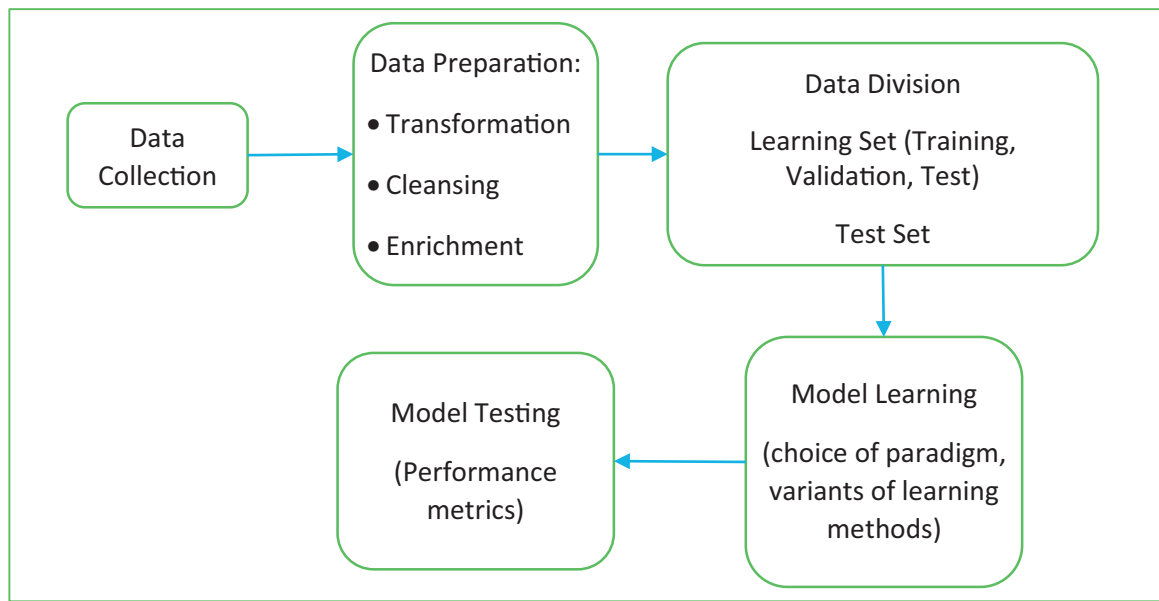 Data
Collection
Data Preparation:
• Transformation
• Cleansing
• Enrichment
Data Division
Learning Set (Training,
Validation, Test)
Test Set
Model Learning
(choice of paradigm,
variants of learning
methods)
Model Testing
(Performance
metrics)